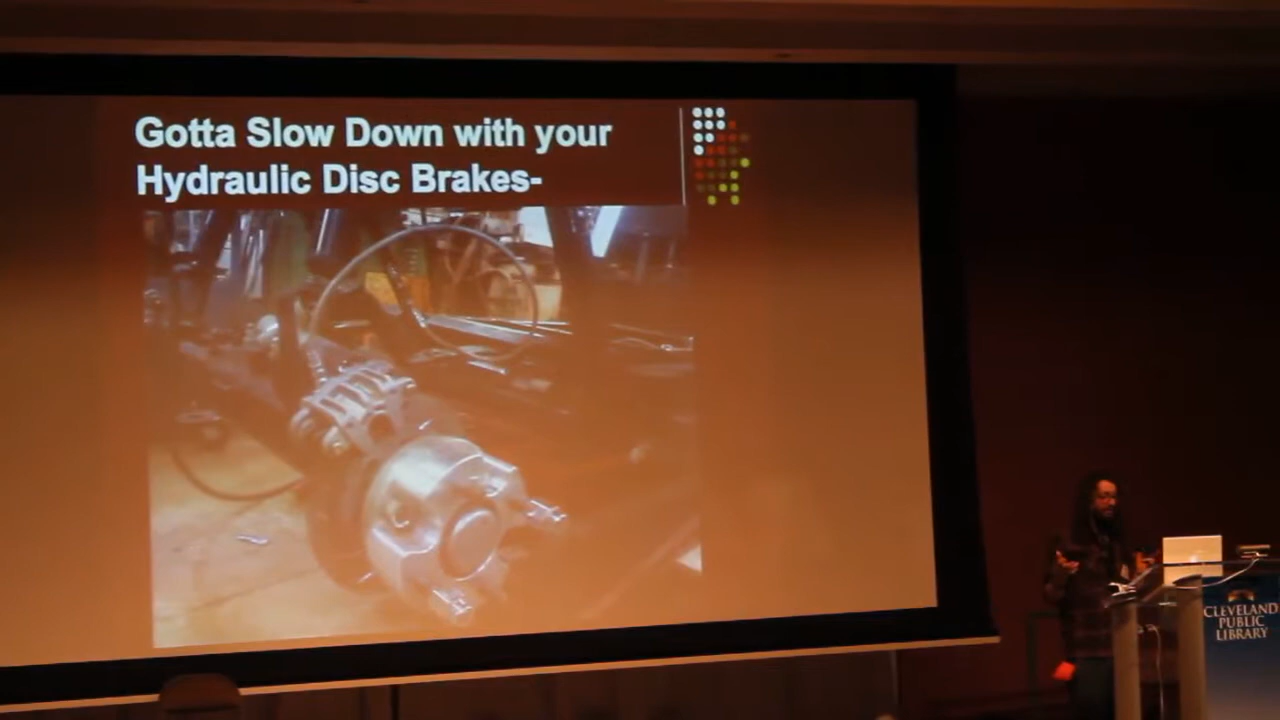 Gotta Slow Down with your
Hydraulic Disc Brakes-
CLEVELAND
PUBLIC
LIBRARY